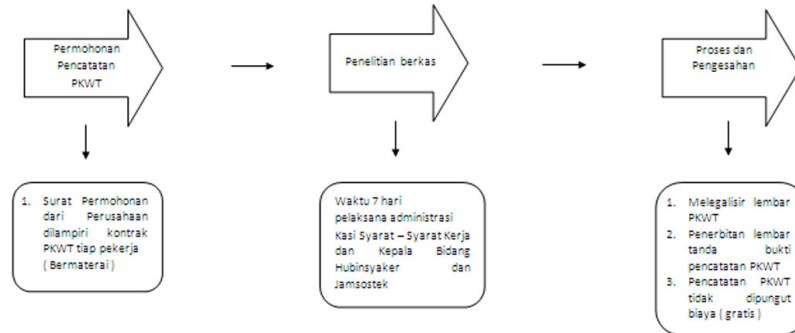 Permohonan
Pencatatan
PKWT
Penelitian berkas
Proses dan
Pengesahan
1. Surat Permohonan
dari Perusahaan
dilampiri kontrak
PKWT tiap pekerja
( Bermaterai )
Waktu 7 hari
pelaksana administrasi
Kasi Syarat – Syarat Kerja
dan Kepala Bidang
Hubinsyaker dan
Jamsostek
1. Melegalisir lembar
PKWT
2. Penerbitan lembar
tanda bukti
pencatatan PKWT
3. Pencatatan PKWT
tidak dipungut
biaya ( gratis )